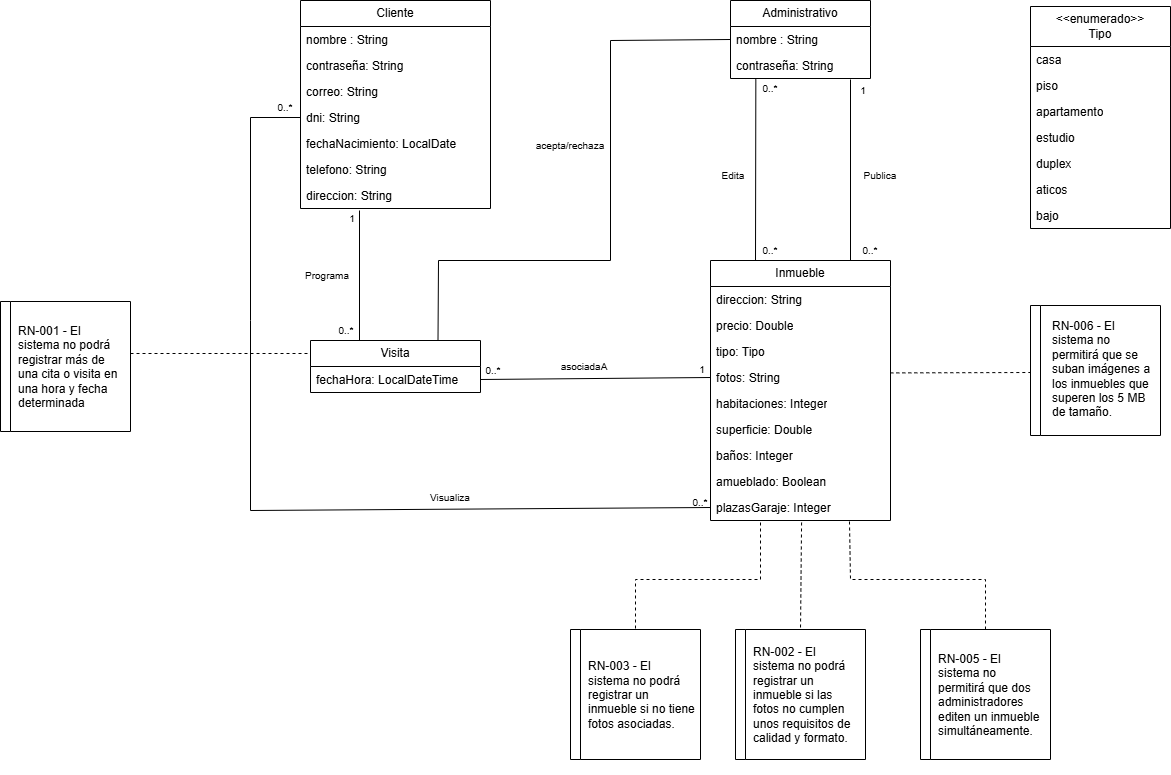 Cliente
nombre : String
contraseña: String
correo: String
dni: String
fechaNacimiento: LocalDate
telefono: String
direccion: String
Administrativo
nombre : String
contraseña: String
<<enumerado>>
Tipo
casa
piso
apartamento
estudio
duplex
aticos
bajo
0..*
0..*
1
acepta/rechaza
Edita
Publica
1
0..*
0..*
Programa
0..*
Inmueble
direccion: String
precio: Double
tipo: Tipo
fotos: String
habitaciones: Integer
superficie: Double
baños: Integer
amueblado: Boolean
plazasGaraje: Integer
RN-001 - El
sistema no podrá
registrar más de
una cita o visita en
una hora y fecha
determinada
Visita
fechaHora: LocalDateTime
0..*
asociadaA
1
RN-006 - El
sistema no
permitirá que se
suban imágenes a
los inmuebles que
superen los 5 MB
de tamaño.
Visualiza
0..*
RN-003 - El
sistema no podrá
registrar un
inmueble si no tiene
fotos asociadas.
RN-002 - El
sistema no podrá
registrar un
inmueble si las
fotos no cumplen
unos requisitos de
calidad y formato.
RN-005 - El
sistema no
permitirá que dos
administradores
editen un inmueble
simultáneamente.